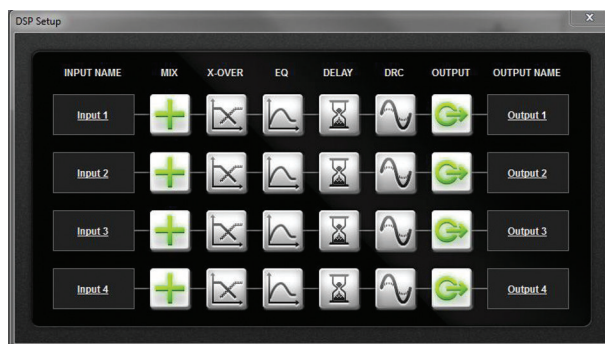 DSP Setup
x
INPUT NAME MIX X-OVER EQ DELAY DRC OUTPUT OUTPUT NAME
Input 1 Output 1
Input 2 Output 2
Input 3 Output 3
Input 4 Output 4